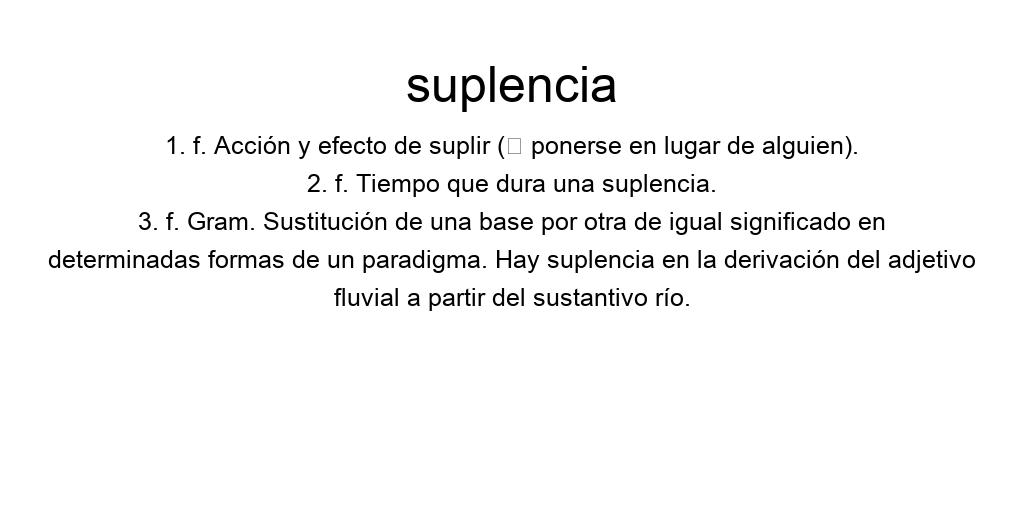 suplencia
1. f. Acción y efecto de suplir (□ ponerse en lugar de alguien).
2. f. Tiempo que dura una suplencia.
3. f. Gram. Sustitución de una base por otra de igual significado en
determinadas formas de un paradigma. Hay suplencia en la derivación del adjetivo
fluvial a partir del sustantivo río.